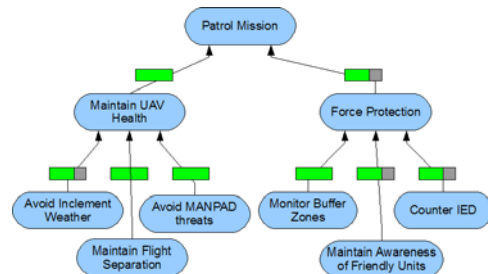 Patrol Mission
Maintain UAV
Health
Force Protection
Avoid Inclement
Weather
Avoid MANPAD
threats
Monitor Buffer
Zones
Counter IED
Maintain Flight
Separation
Maintain Awareness
of Friendly Units